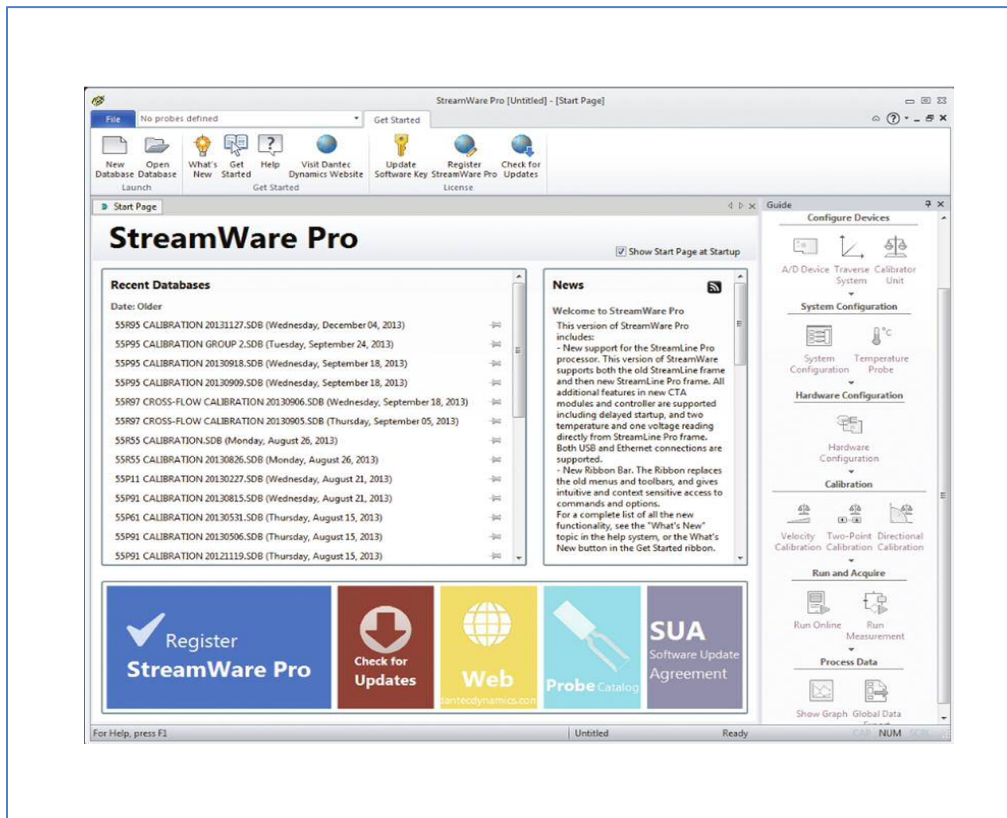 StreamWare Pro [Untitled] - [Start Page]
File
No probes defined
Get Started
New Database
Open Database
What's New
Get Started
Help
Visit Dantec Dynamics Website
Update Software Key
Register StreamWare Pro
Check for Updates
Launch
Get Started
License
Start Page
StreamWare Pro
Show Start Page at Startup
Recent Databases
Date: Older
55R95 CALIBRATION 20131127.SDB (Wednesday, December 04, 2013)
55P95 CALIBRATION GROUP 2.SDB (Tuesday, September 24, 2013)
55P95 CALIBRATION 20130918.SDB (Wednesday, September 18, 2013)
55P95 CALIBRATION 20130909.SDB (Wednesday, September 18, 2013)
55R97 CROSS-FLOW CALIBRATION 20130906.SDB (Wednesday, September 18, 2013)
55R97 CROSS-FLOW CALIBRATION 20130905.SDB (Thursday, September 05, 2013)
55R55 CALIBRATION.SDB (Monday, August 26, 2013)
55R55 CALIBRATION 20130826.SDB (Monday, August 26, 2013)
55P11 CALIBRATION 20130227.SDB (Wednesday, August 21, 2013)
55P91 CALIBRATION 20130815.SDB (Wednesday, August 21, 2013)
55P61 CALIBRATION 20130531.SDB (Thursday, August 15, 2013)
55P91 CALIBRATION 20130506.SDB (Thursday, August 15, 2013)
55P91 CALIBRATION 20121119.SDB (Thursday, August 15, 2013)
News
Welcome to StreamWare Pro
This version of StreamWare Pro
includes:
- New support for the StreamLine Pro
processor. This version of StreamWare
supports both the old StreamLine frame
and then new StreamLine Pro frame. All
additional features in new CTA
modules and controller are supported
including delayed startup, and two
temperature and one voltage reading
directly from StreamLine Pro frame.
Both USB and Ethernet connections are
supported.
- New Ribbon Bar. The Ribbon replaces
the old menus and toolbars, and gives
intuitive and context sensitive access to
commands and options.
For a complete list of all the new
functionality, see the "What's New"
topic in the help system, or the What's
New button in the Get Started ribbon.
Register
StreamWare Pro
Check for
Updates
Web
dantecdynamics.com
Probe Catalog
SUA
Software Update
Agreement
Guide
Configure Devices
A/D Device
Traverse System
Calibrator Unit
System Configuration
°C
System Configuration
Temperature Probe
Hardware Configuration
Hardware Configuration
Calibration
Velocity Calibration
Two-Point Calibration
Directional Calibration
Run and Acquire
Run Online
Run Measurement
Process Data
Show Graph
Global Data
For Help, press F1
Untitled
Ready
CAP
NUM